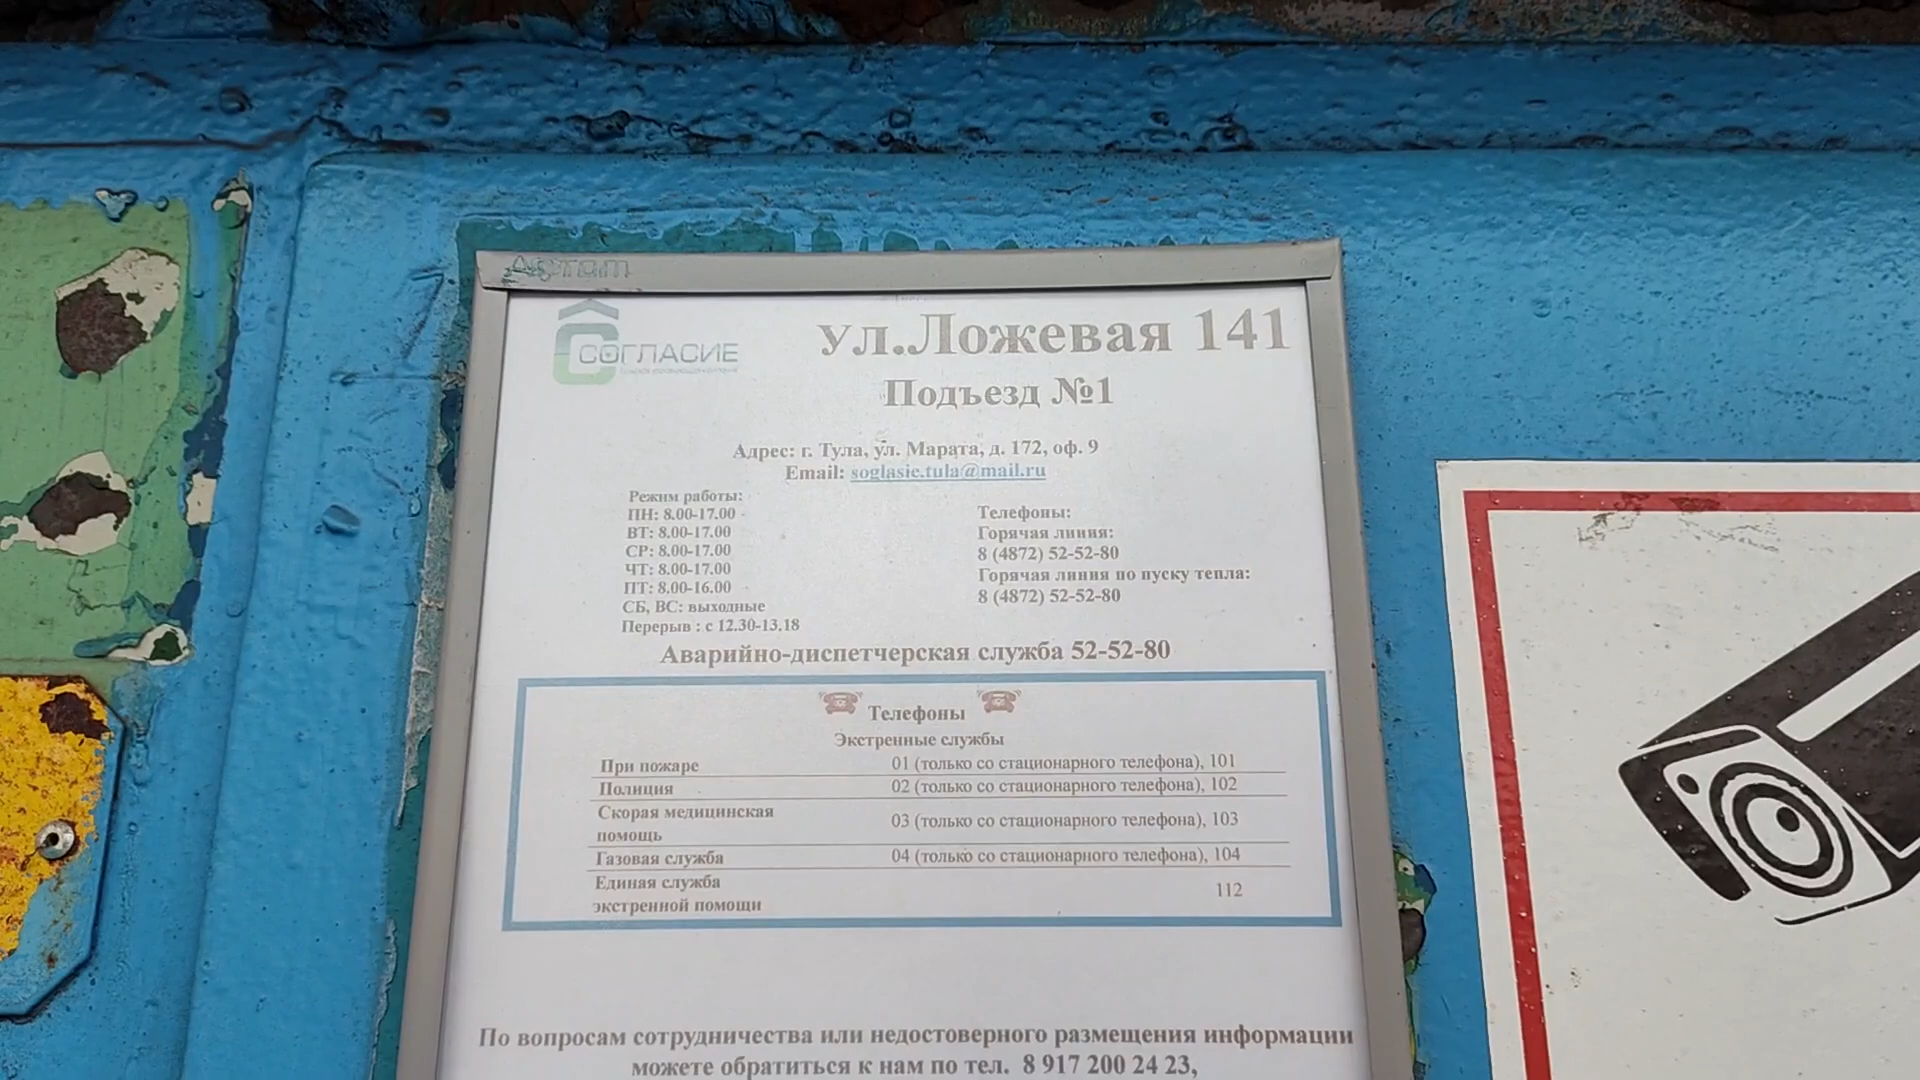 Артем
СОГЛАСИЕ
ул.Ложевая 141
Подъезд №1
Адрес: г. Тула, ул. Марата, д. 172, оф. 9
Email: soglasie.tula@mail.ru
Режим работы:
ПН: 8.00-17.00
ВТ: 8.00-17.00
СР: 8.00-17.00
ЧТ: 8.00-17.00
ПТ: 8.00-16.00
СБ, ВС: выходные
Перерыв : с 12.30-13.18
Телефоны:
Горячая линия:
8 (4872) 52-52-80
Горячая линия по пуску тепла:
8 (4872) 52-52-80
Аварийно-диспетчерская служба 52-52-80
Телефоны
Экстренные службы
При пожаре 01 (только со стационарного телефона), 101
Полиция 02 (только со стационарного телефона), 102
Скорая медицинская
помощь 03 (только со стационарного телефона), 103
Газовая служба 04 (только со стационарного телефона), 104
Единая служба
экстренной помощи 112
По вопросам сотрудничества или недостоверного размещения информации
можете обратиться к нам по тел. 8 917 200 24 23,